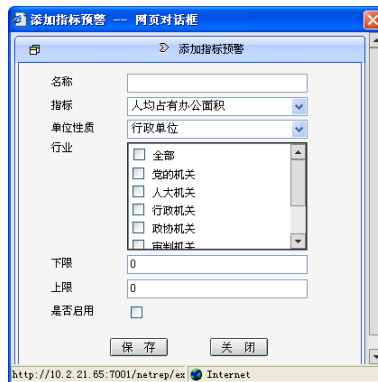 添加指标预警 -- 网页对话框
添加指标预警
名称
指标 人均占有办公面积
单位性质 行政单位
行业
全部
党的机关
人大机关
行政机关
政协机关
审判机关
下限 0
上限 0
是否启用
保 存 关 闭
http://10.2.21.65:7001/netrep/ex Internet